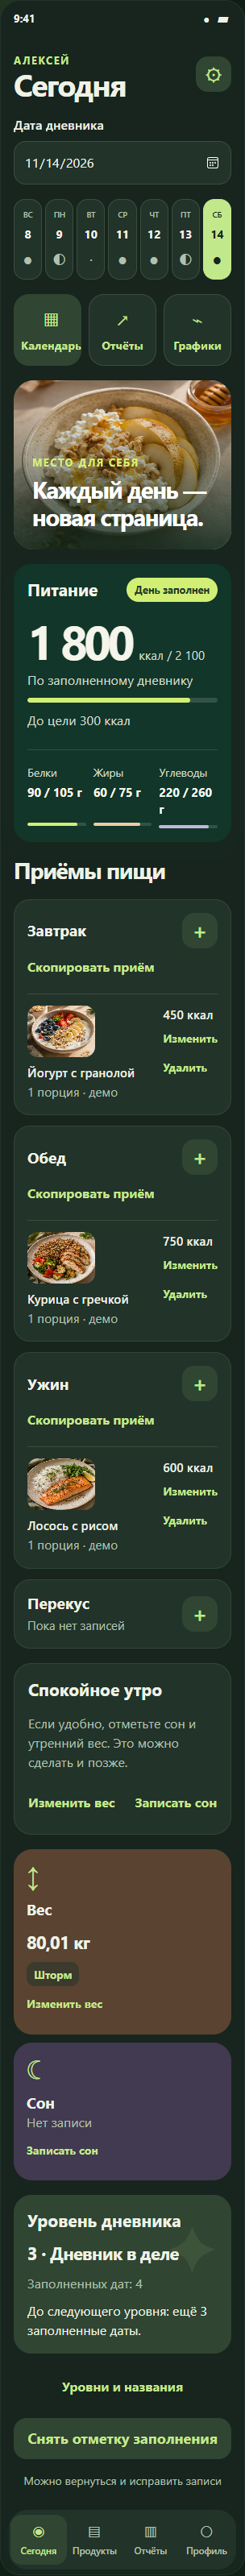 9:41
АЛЕКСЕЙ
Сегодня
Дата дневника
11/14/2026
ВС ПН ВТ СР ЧТ ПТ СБ
8 9 10 11 12 13 14
Календарь Отчёты Графики
МЕСТО ДЛЯ СЕБЯ
Каждый день —
новая страница.
Питание День заполнен
1 800 ккал / 2 100
По заполненному дневнику
До цели 300 ккал
Белки Жиры Углеводы
90 / 105 г 60 / 75 г 220 / 260
г
Приёмы пищи
Завтрак +
Скопировать приём
450 ккал
Изменить
Удалить
Йогурт с гранолой
1 порция · демо
Обед +
Скопировать приём
750 ккал
Изменить
Удалить
Курица с гречкой
1 порция · демо
Ужин +
Скопировать приём
600 ккал
Изменить
Удалить
Лосось с рисом
1 порция · демо
Перекус +
Пока нет записей
Спокойное утро
Если удобно, отметьте сон и
утренний вес. Это можно
сделать и позже.
Изменить вес Записать сон
Вес
80,01 кг
Шторм
Изменить вес
Сон
Нет записи
Записать сон
Уровень дневника
3 · Дневник в деле
Заполненных дат: 4
До следующего уровня: ещё 3
заполненные даты.
Уровни и названия
Снять отметку заполнения
Можно вернуться и исправить записи
Сегодня Продукты Отчёты Профиль